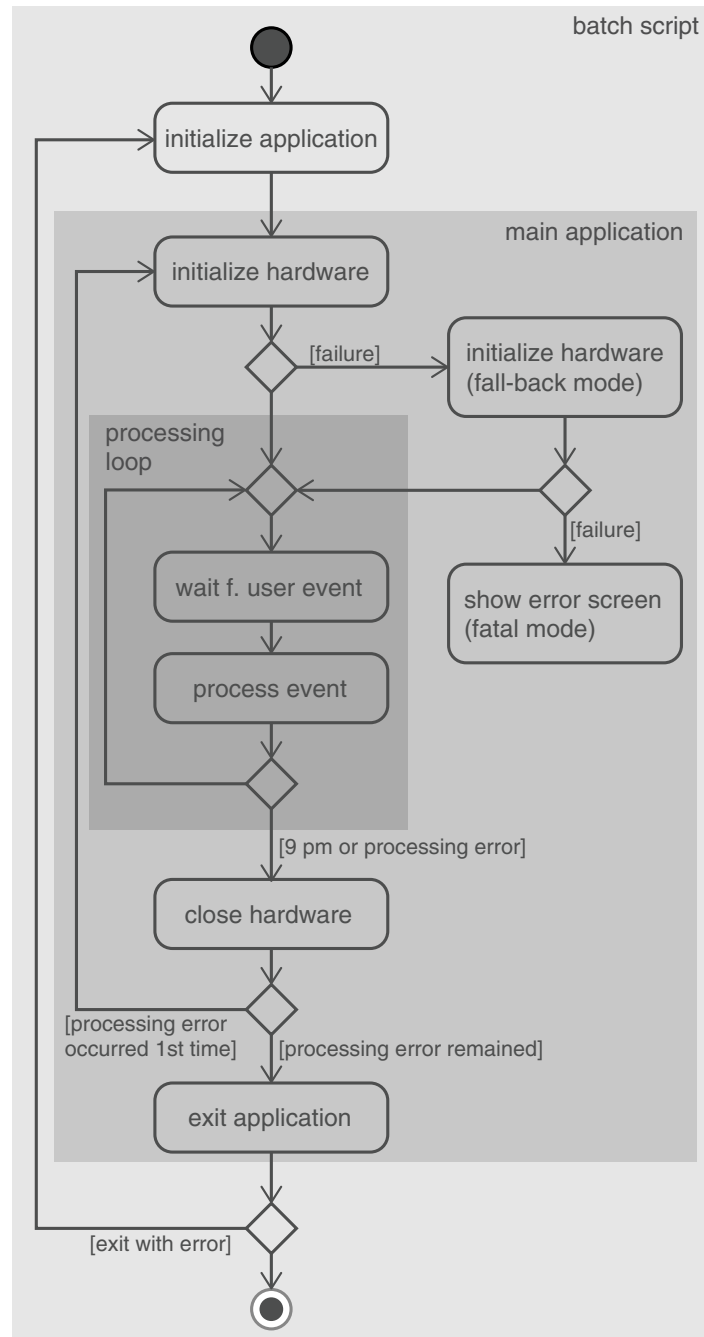 batch script
initialize application
main application
initialize hardware
[failure]
initialize hardware
(fall-back mode)
processing
loop
[failure]
wait f. user event
show error screen
(fatal mode)
process event
[9 pm or processing error]
close hardware
[processing error
occurred 1st time]
[processing error remained]
exit application
[exit with error]